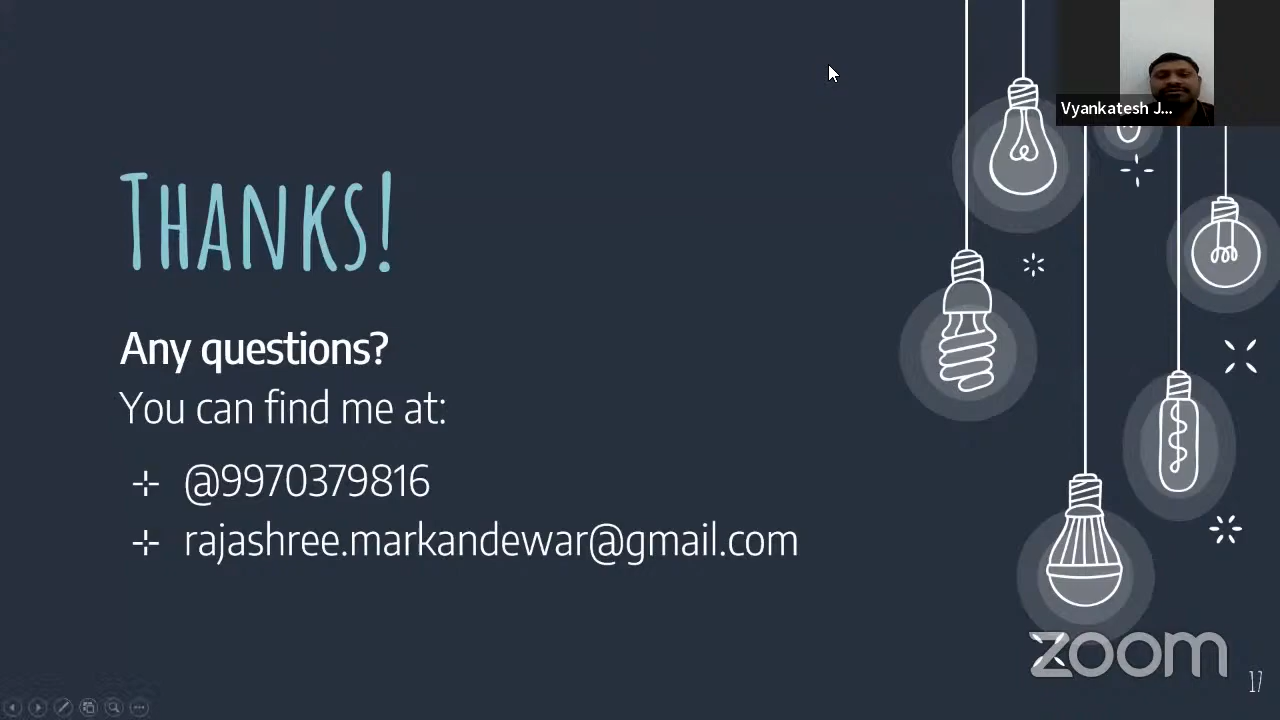 Vyankatesh J...
THANKS!
Any questions?
You can find me at:
@9970379816
rajashree.markandewar@gmail.com
zoom
17